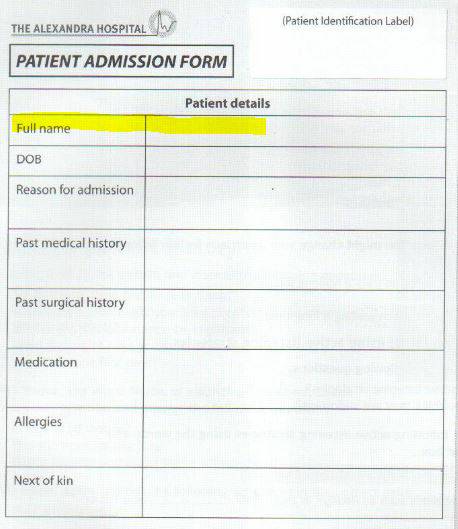 THE ALEXANDRA HOSPITAL
(Patient Identification Label)
PATIENT ADMISSION FORM
Patient details
Full name
DOB
Reason for admission
Past medical history
Past surgical history
Medication
Allergies
Next of kin